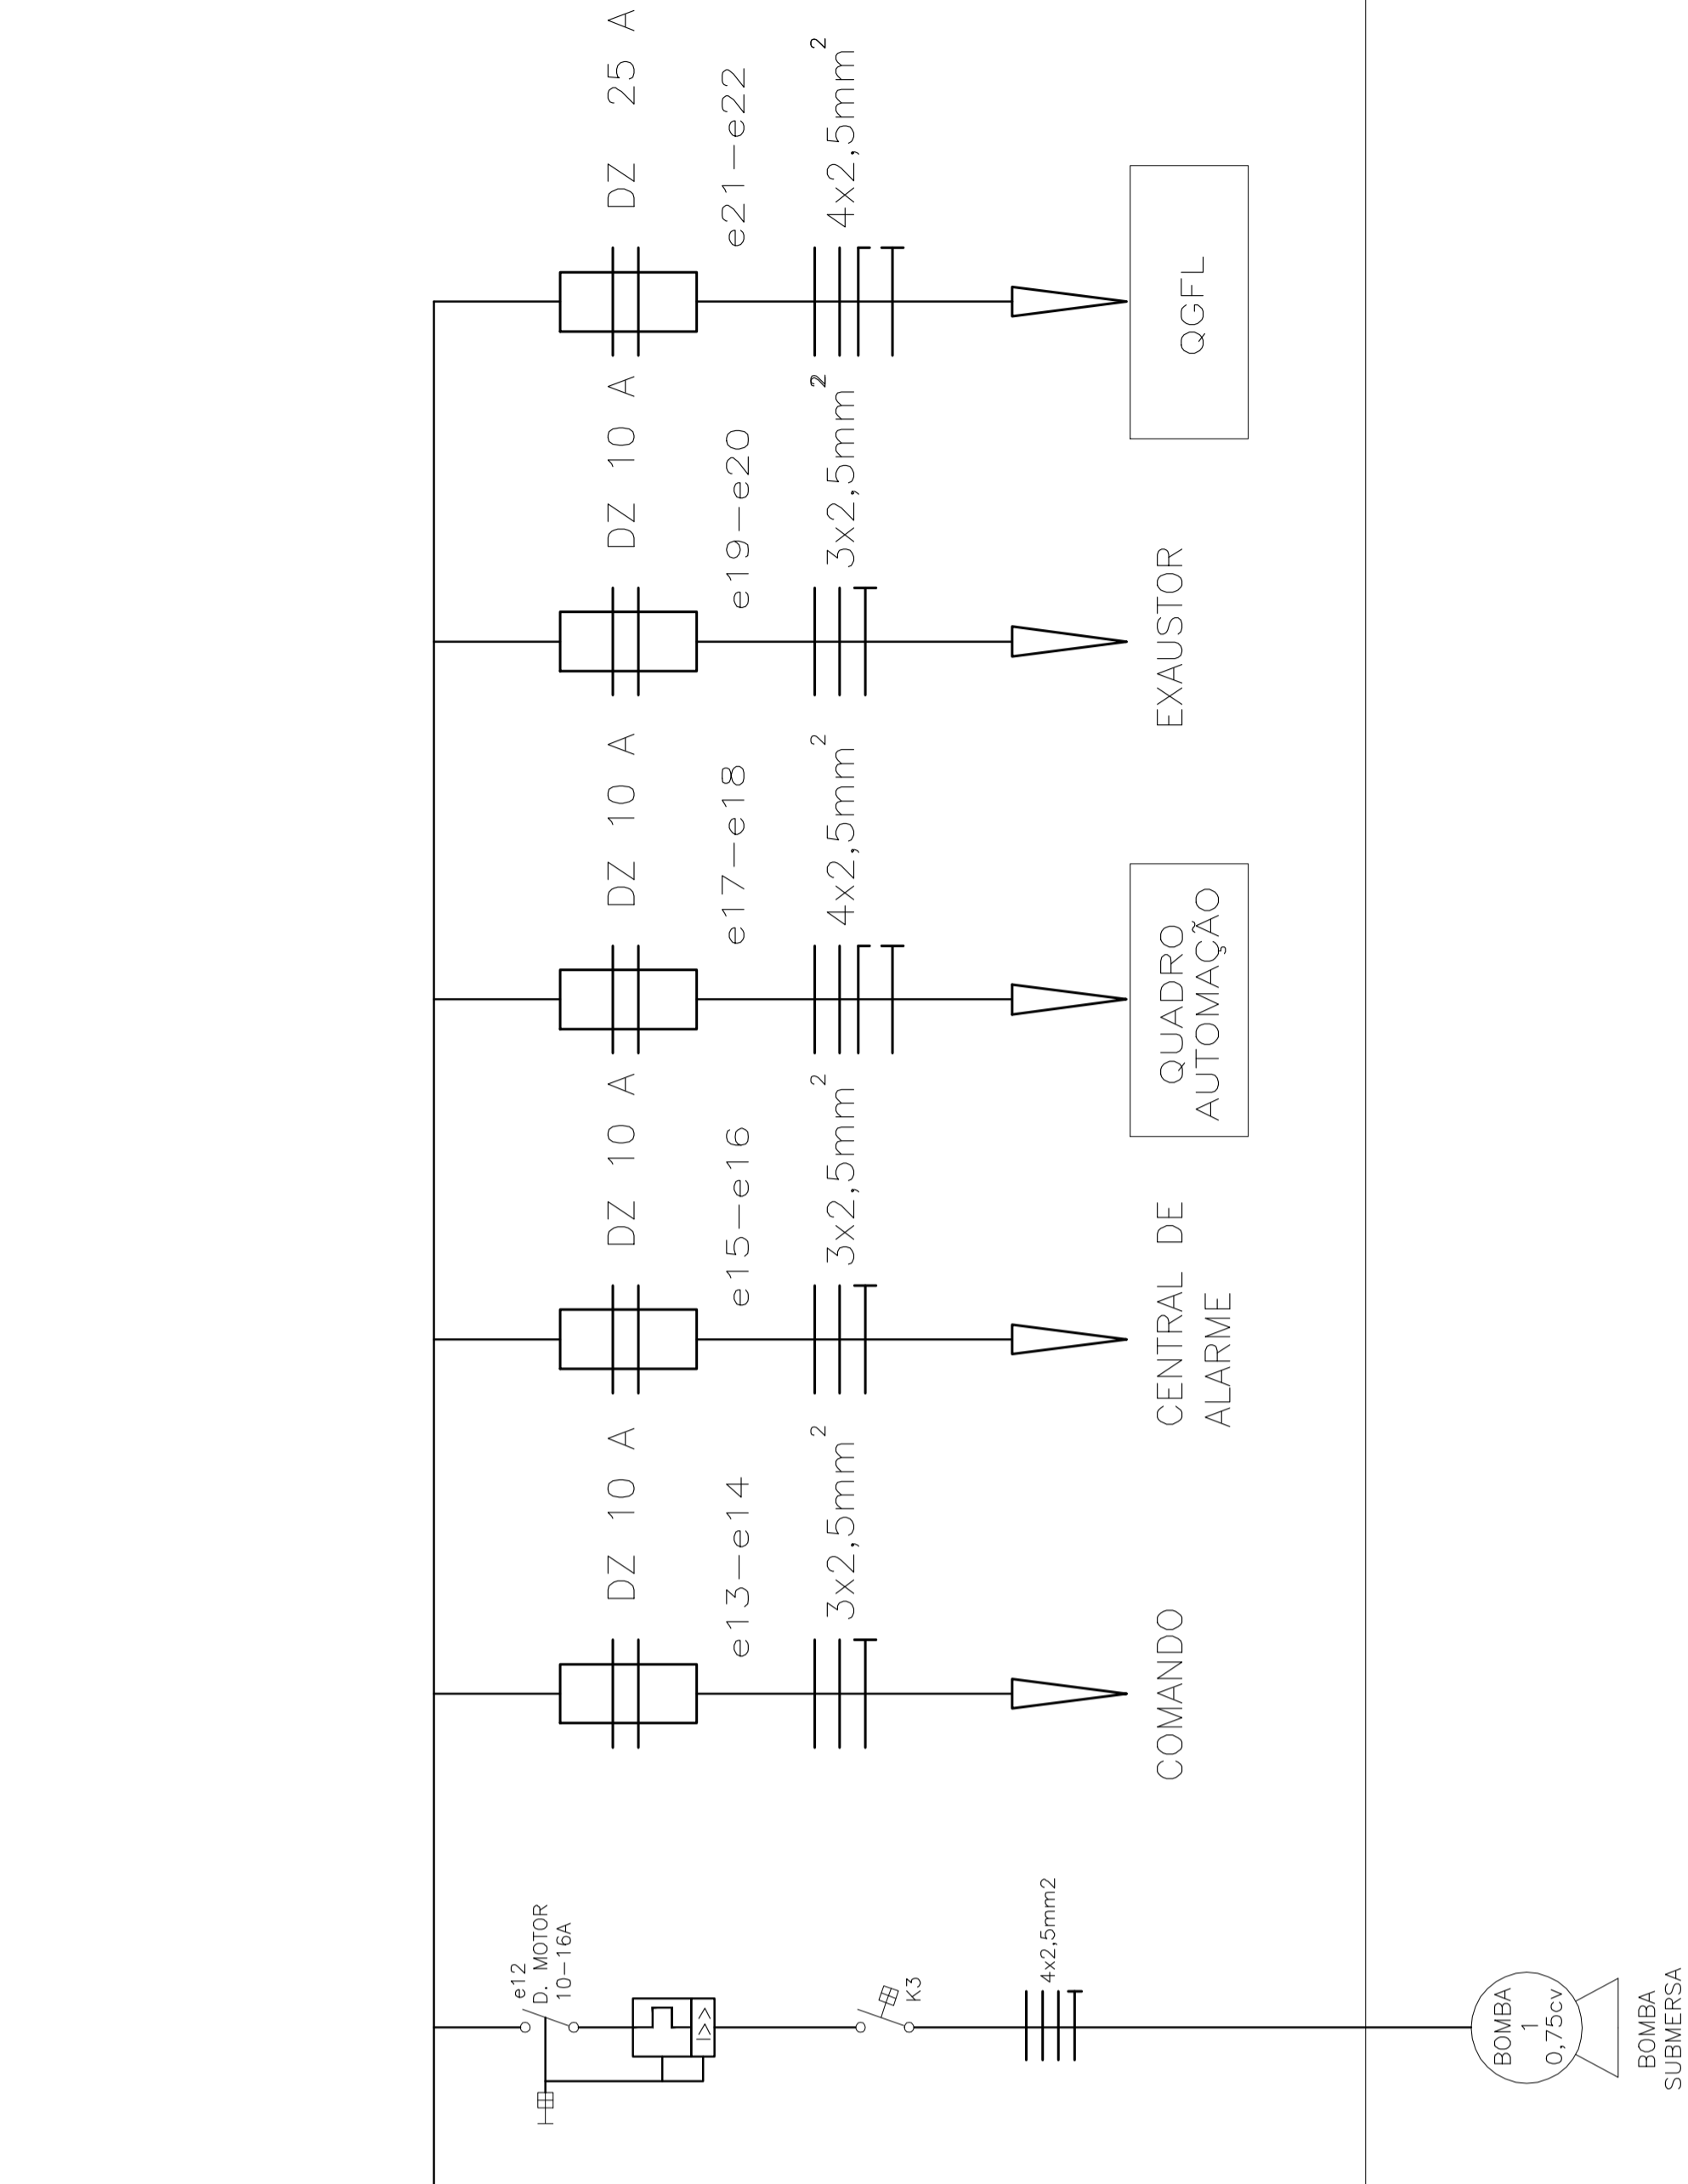 e12
D. MOTOR
10-16A
K3
4x2,5mm2
BOMBA
1
0,75cv
BOMBA
SUBMERSA
DZ 10 A
e13-e14
3x2,5mm²
COMANDO
DZ 10 A
e15-e16
3x2,5mm²
CENTRAL DE
ALARME
DZ 10 A
e17-e18
4x2,5mm²
QUADRO
AUTOMAÇÃO
DZ 10 A
e19-e20
3x2,5mm²
EXAUSTOR
DZ 25 A
e21-e22
4x2,5mm²
QGFL
I>>